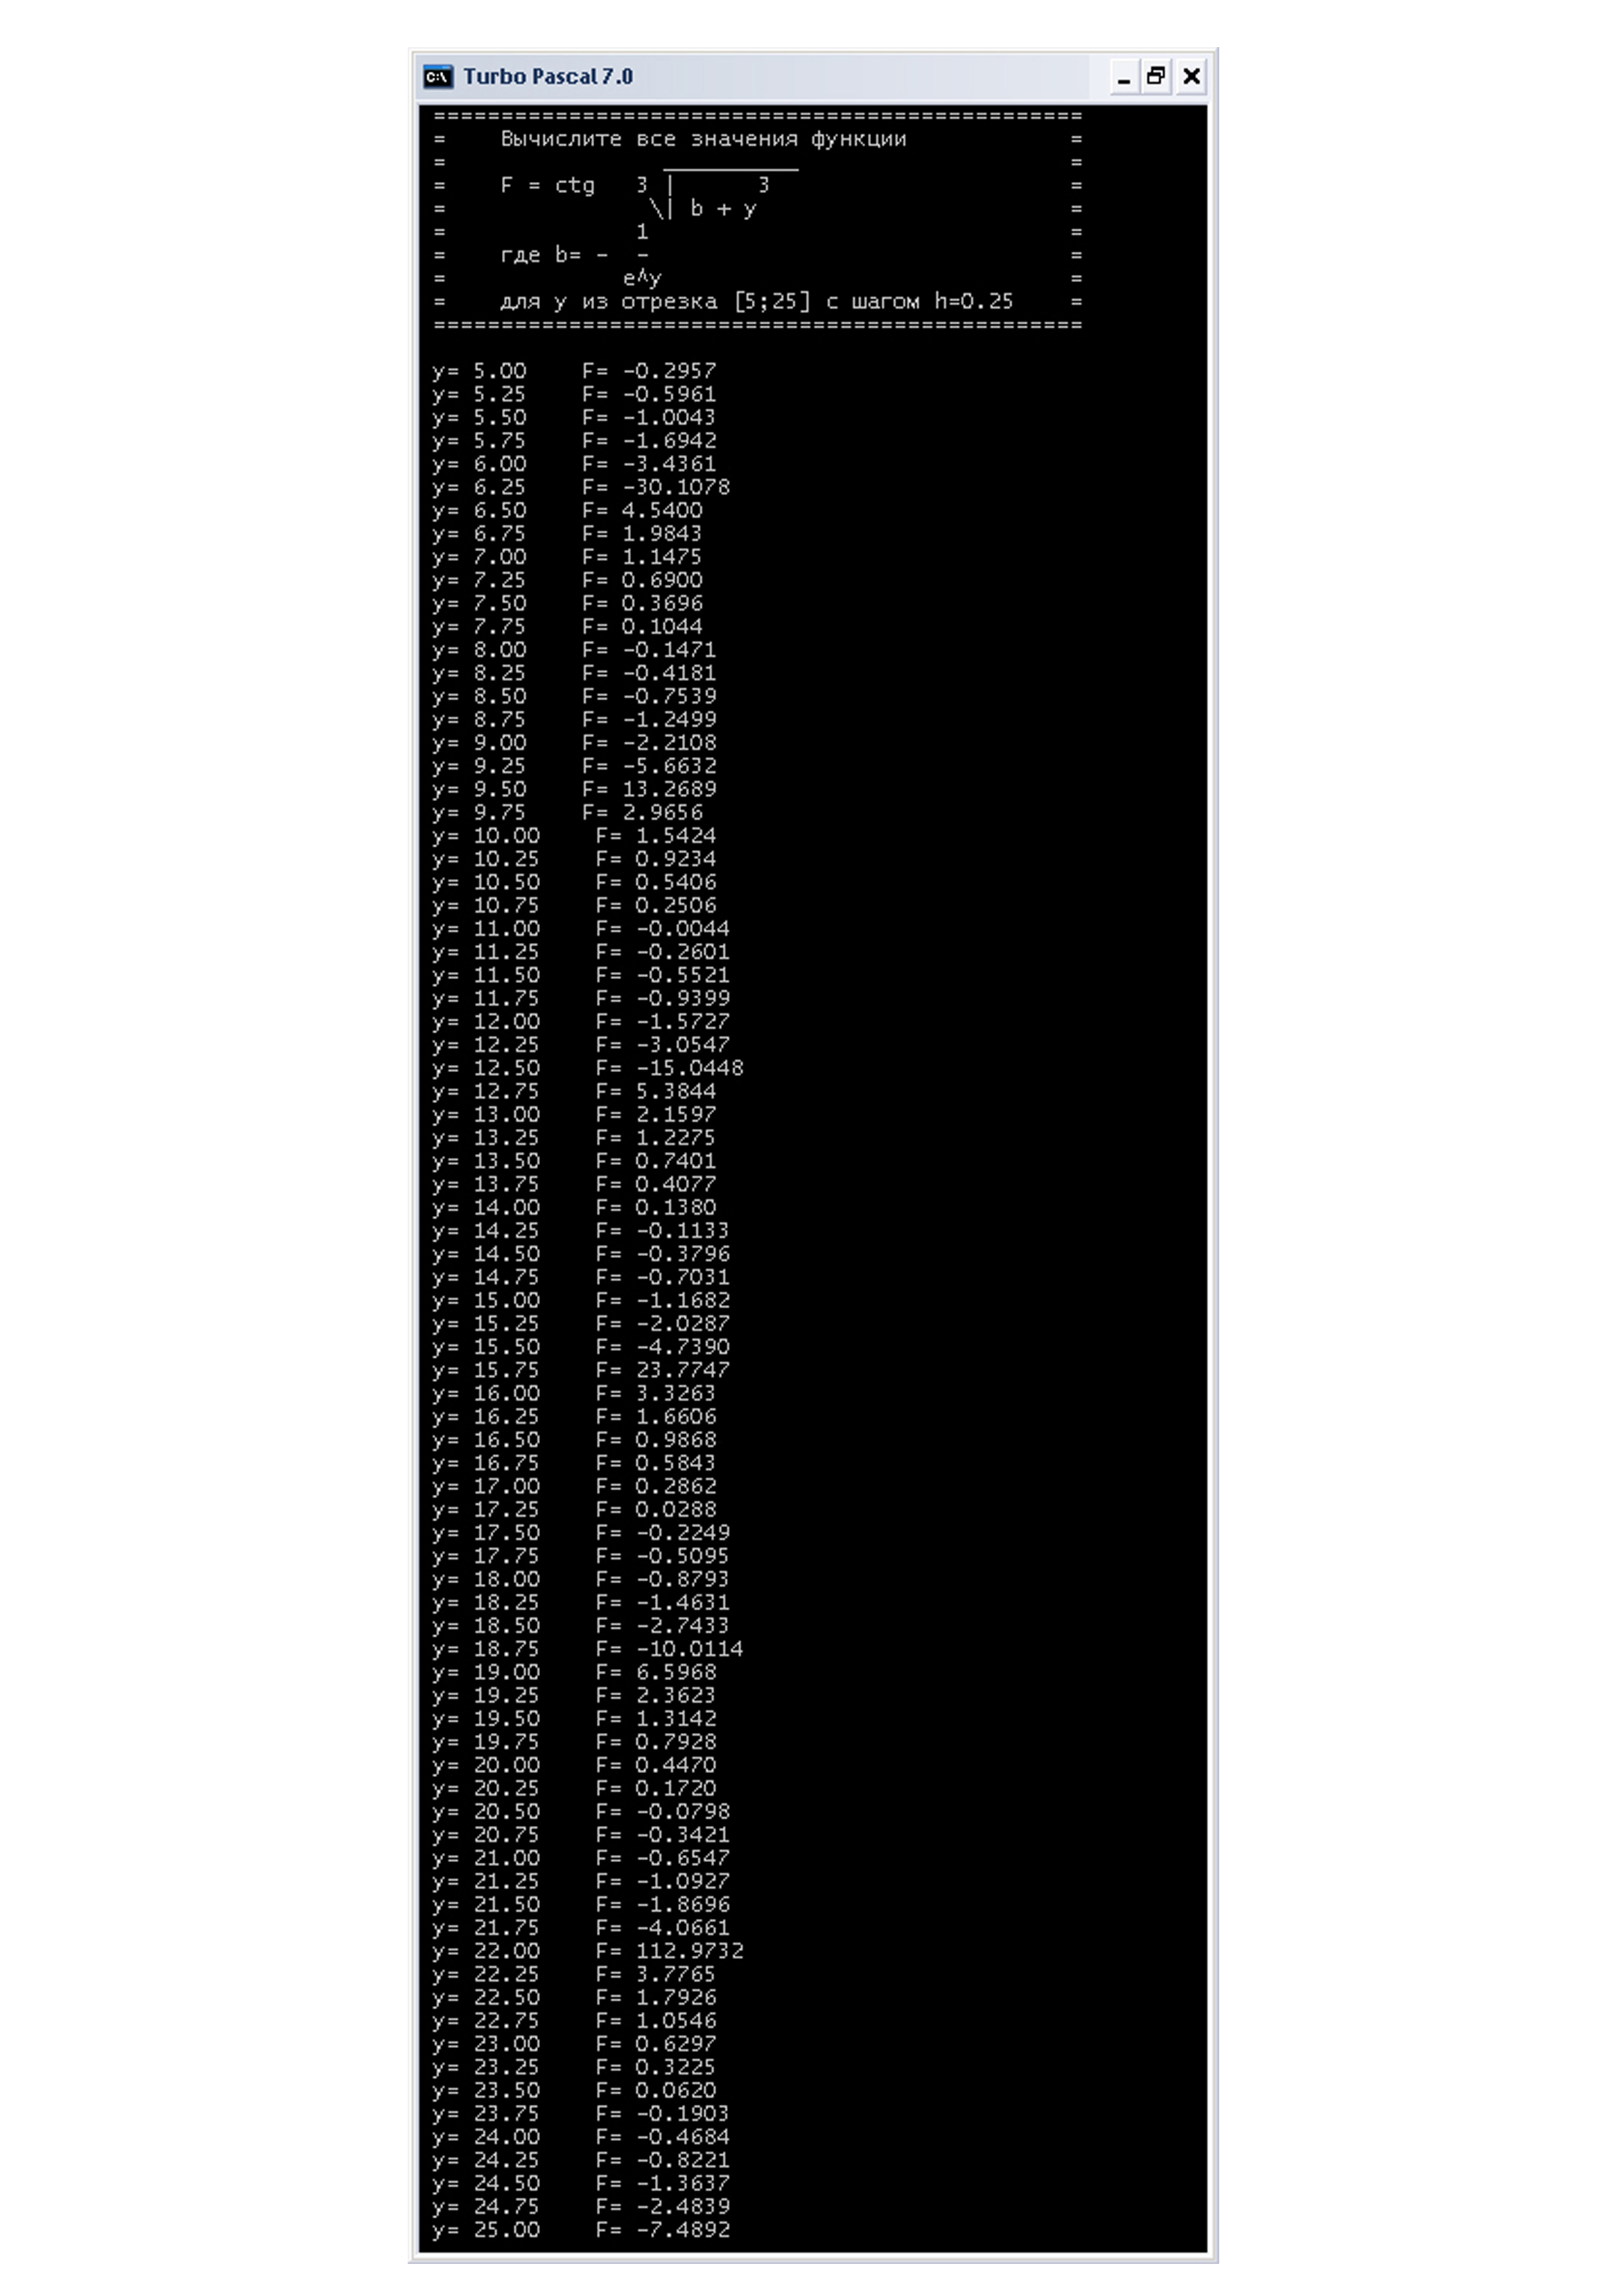 Turbo Pascal 7.0
================================================
=    Вычислите все значения функции            =
=                 __________                    =
=    F = ctg   3 |      3                       =
=                \| b + y                       =
=               1                               =
=    где b= -  -                                =
=              e^y                              =
=    для y из отрезка [5;25] с шагом h=0.25    =
================================================
y= 5.00    F= -0.2957
y= 5.25    F= -0.5961
y= 5.50    F= -1.0043
y= 5.75    F= -1.6942
y= 6.00    F= -3.4361
y= 6.25    F= -30.1078
y= 6.50    F= 4.5400
y= 6.75    F= 1.9843
y= 7.00    F= 1.1475
y= 7.25    F= 0.6900
y= 7.50    F= 0.3696
y= 7.75    F= 0.1044
y= 8.00    F= -0.1471
y= 8.25    F= -0.4181
y= 8.50    F= -0.7539
y= 8.75    F= -1.2499
y= 9.00    F= -2.2108
y= 9.25    F= -5.6632
y= 9.50    F= 13.2689
y= 9.75    F= 2.9656
y= 10.00    F= 1.5424
y= 10.25    F= 0.9234
y= 10.50    F= 0.5406
y= 10.75    F= 0.2506
y= 11.00    F= -0.0044
y= 11.25    F= -0.2601
y= 11.50    F= -0.5521
y= 11.75    F= -0.9399
y= 12.00    F= -1.5727
y= 12.25    F= -3.0547
y= 12.50    F= -15.0448
y= 12.75    F= 5.3844
y= 13.00    F= 2.1597
y= 13.25    F= 1.2275
y= 13.50    F= 0.7401
y= 13.75    F= 0.4077
y= 14.00    F= 0.1380
y= 14.25    F= -0.1133
y= 14.50    F= -0.3796
y= 14.75    F= -0.7031
y= 15.00    F= -1.1682
y= 15.25    F= -2.0287
y= 15.50    F= -4.7390
y= 15.75    F= 23.7747
y= 16.00    F= 3.3263
y= 16.25    F= 1.6606
y= 16.50    F= 0.9868
y= 16.75    F= 0.5843
y= 17.00    F= 0.2862
y= 17.25    F= 0.0288
y= 17.50    F= -0.2249
y= 17.75    F= -0.5095
y= 18.00    F= -0.8793
y= 18.25    F= -1.4631
y= 18.50    F= -2.7433
y= 18.75    F= -10.0114
y= 19.00    F= 6.5968
y= 19.25    F= 2.3623
y= 19.50    F= 1.3142
y= 19.75    F= 0.7928
y= 20.00    F= 0.4470
y= 20.25    F= 0.1720
y= 20.50    F= -0.0798
y= 20.75    F= -0.3421
y= 21.00    F= -0.6547
y= 21.25    F= -1.0927
y= 21.50    F= -1.8696
y= 21.75    F= -4.0661
y= 22.00    F= 112.9732
y= 22.25    F= 3.7765
y= 22.50    F= 1.7926
y= 22.75    F= 1.0546
y= 23.00    F= 0.6297
y= 23.25    F= 0.3225
y= 23.50    F= 0.0620
y= 23.75    F= -0.1903
y= 24.00    F= -0.4684
y= 24.25    F= -0.8221
y= 24.50    F= -1.3637
y= 24.75    F= -2.4839
y= 25.00    F= -7.4892